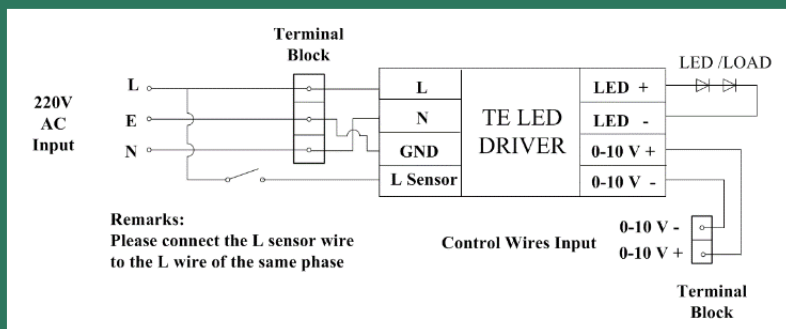 Terminal
Block
220V
AC
Input
L
E
N
L
N
GND
L Sensor
TE LED
DRIVER
LED +
LED -
0-10 V +
0-10 V -
LED /LOAD
Remarks:
Please connect the L sensor wire
to the L wire of the same phase
Control Wires Input
0-10 V -
0-10 V +
Terminal
Block